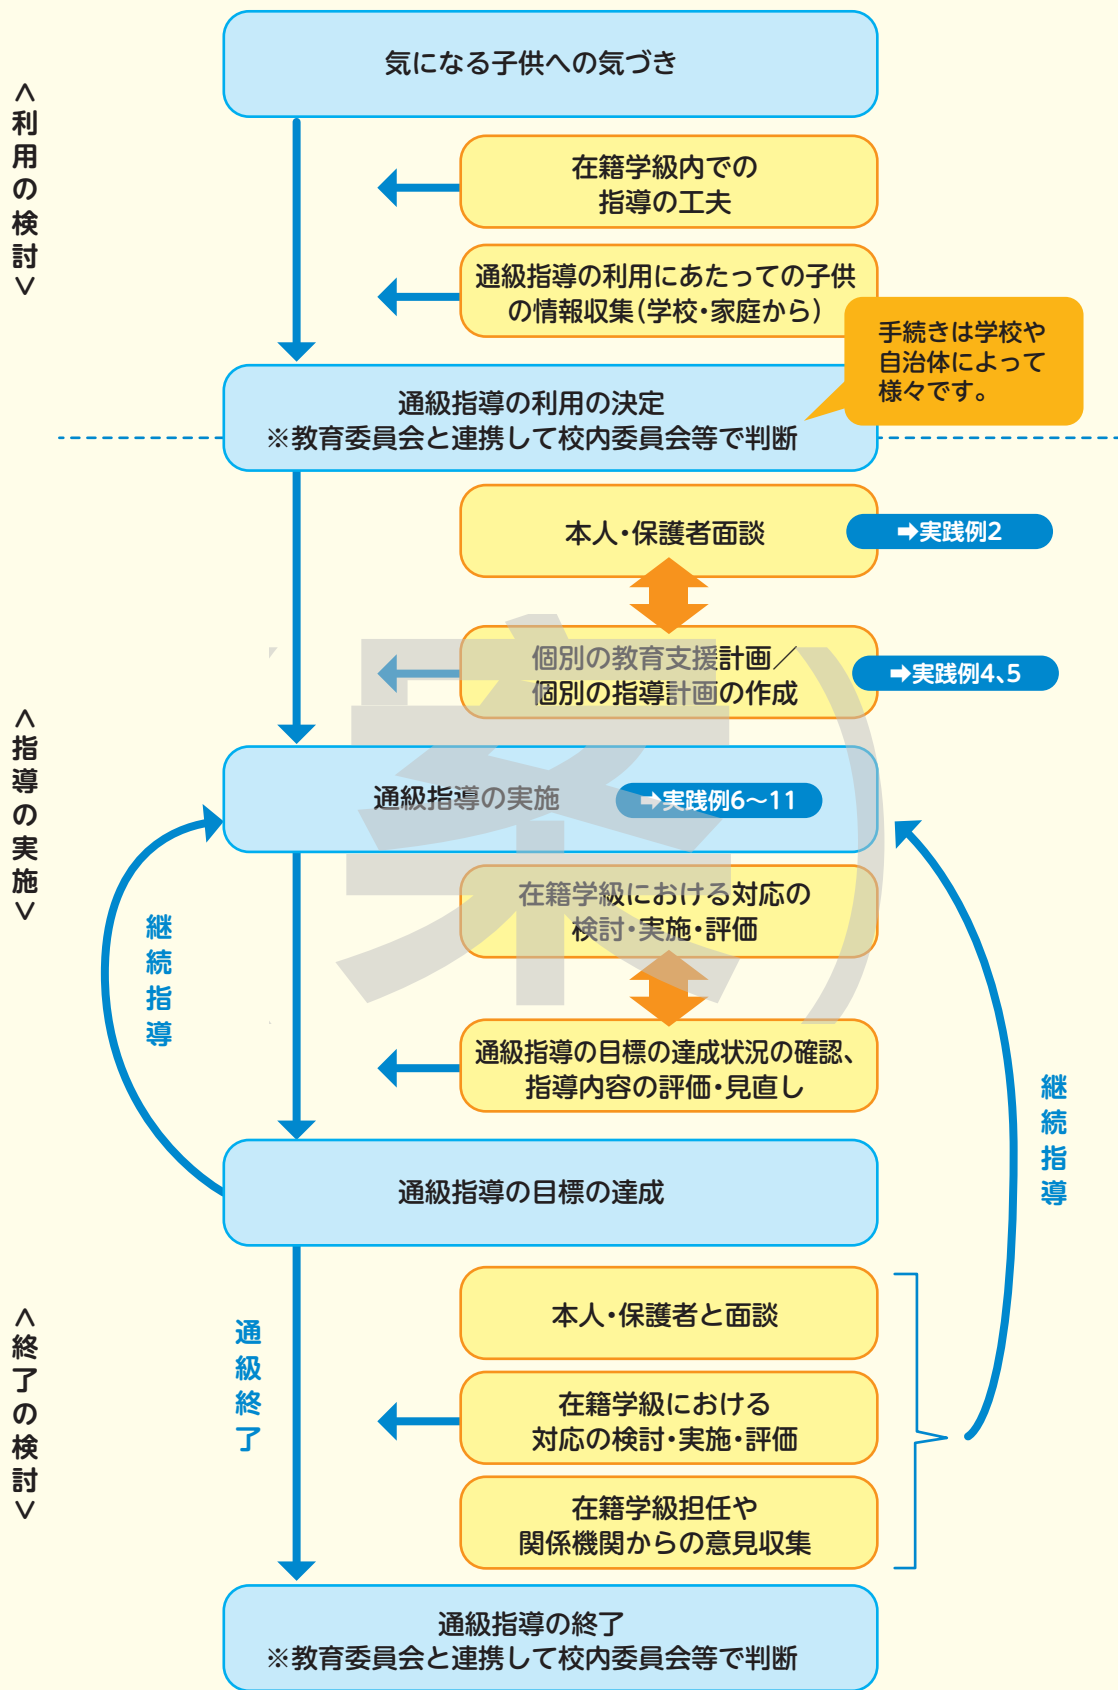 気になる子供への気づき
<利用の検討>
在籍学級内での
指導の工夫
通級指導の利用にあたっての子供
の情報収集(学校・家庭から)
手続きは学校や
自治体によって
様々です。
通級指導の利用の決定
※教育委員会と連携して校内委員会等で判断
本人・保護者面談
➡実践例2
個別の教育支援計画/
個別の指導計画の作成
➡実践例4、5
<指導の実施>
通級指導の実施
➡実践例6〜11
在籍学級における対応の
検討・実施・評価
継続指導
通級指導の目標の達成状況の確認、
指導内容の評価・見直し
継続指導
通級指導の目標の達成
<終了の検討>
通級終了
本人・保護者と面談
在籍学級における
対応の検討・実施・評価
在籍学級担任や
関係機関からの意見収集
通級指導の終了
※教育委員会と連携して校内委員会等で判断